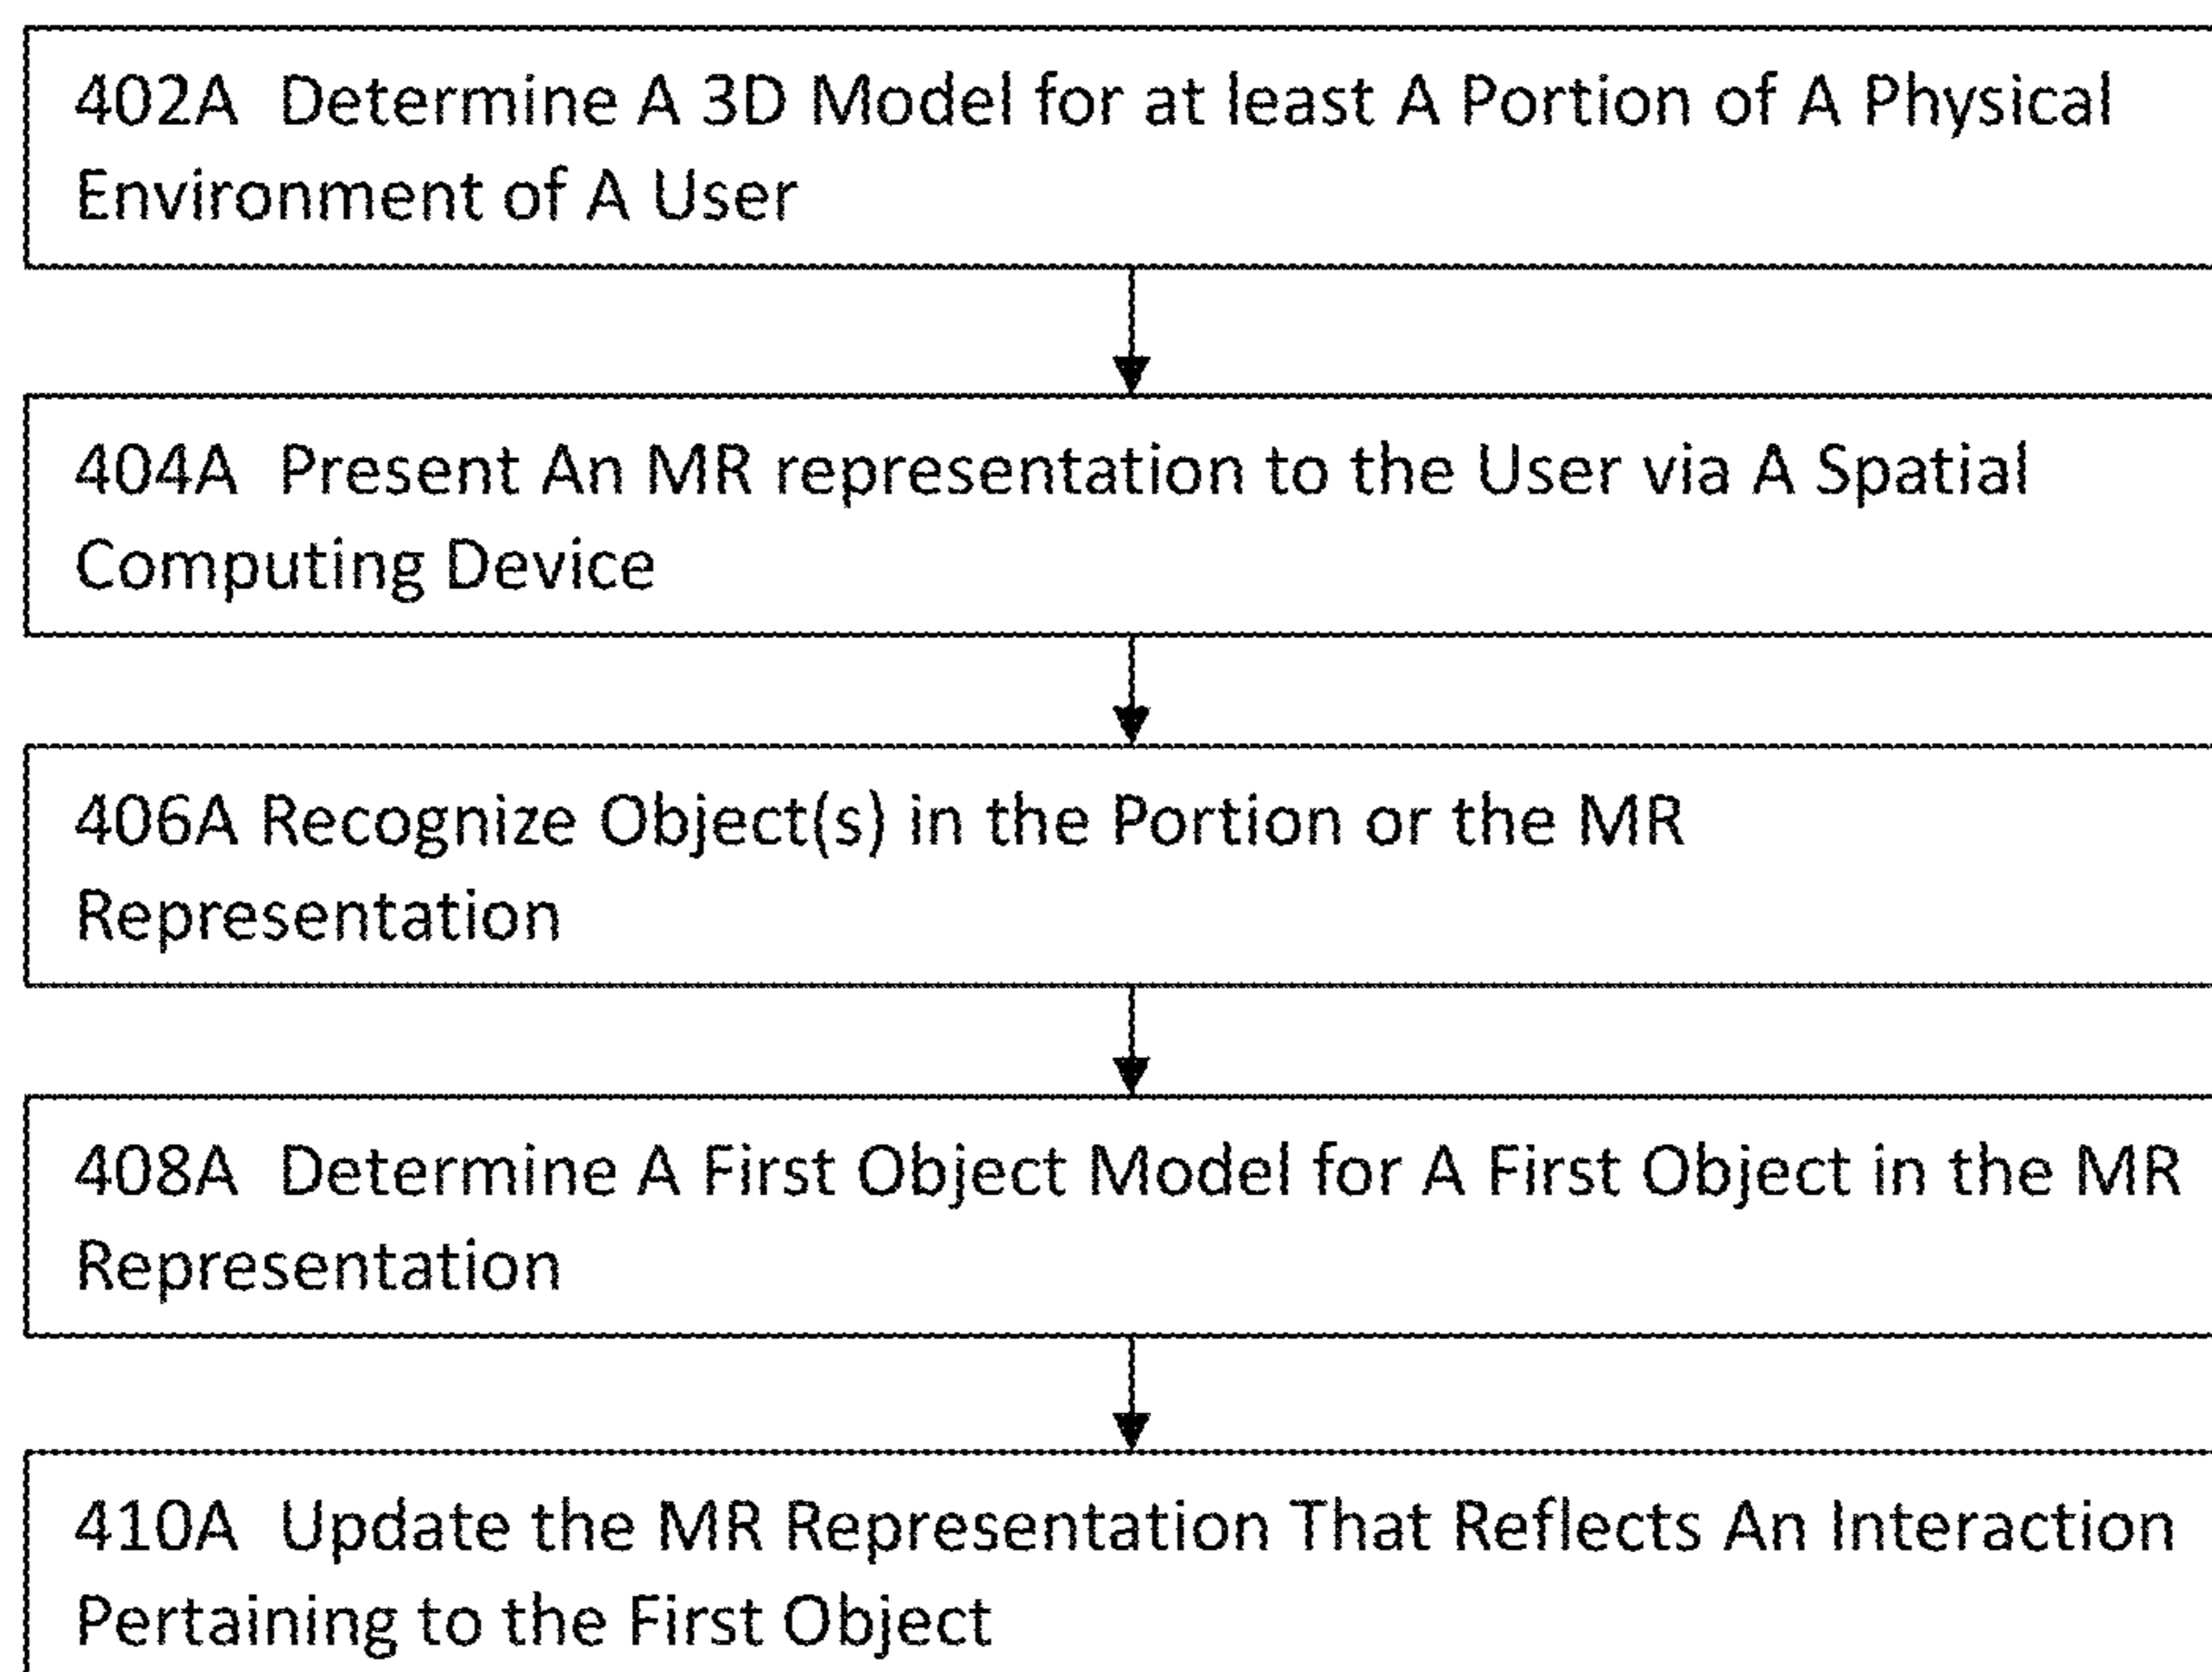 402A Determine A 3D Model for at least A Portion of A Physical
Environment of A User
404A Present An MR representation to the User via A Spatial
Computing Device
406A Recognize Object(s) in the Portion or the MR
Representation
408A Determine A First Object Model for A First Object in the MR
Representation
410A Update the MR Representation That Reflects An Interaction
Pertaining to the First Object